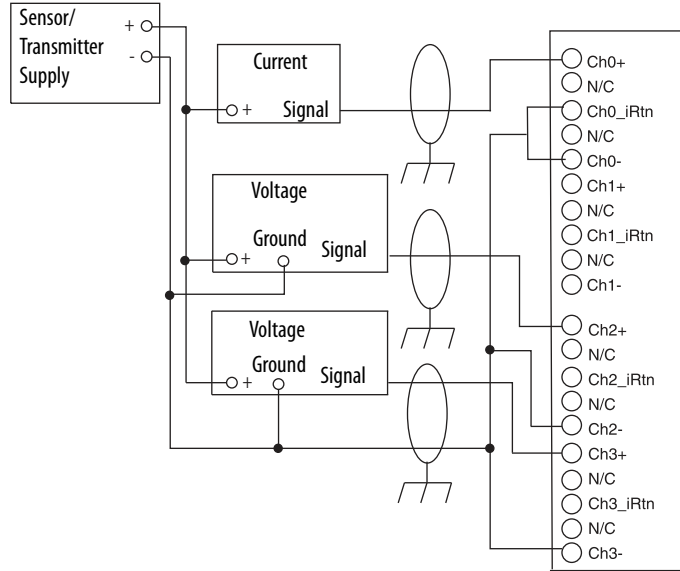 Sensor/
Transmitter
Supply
+
-
Current
+ Signal
Voltage
Ground
+ Signal
Voltage
Ground
+ Signal
Ch0+
N/C
Ch0_iRtn
N/C
Ch0-
Ch1+
N/C
Ch1_iRtn
N/C
Ch1-
Ch2+
N/C
Ch2_iRtn
N/C
Ch2-
Ch3+
N/C
Ch3_iRtn
N/C
Ch3-